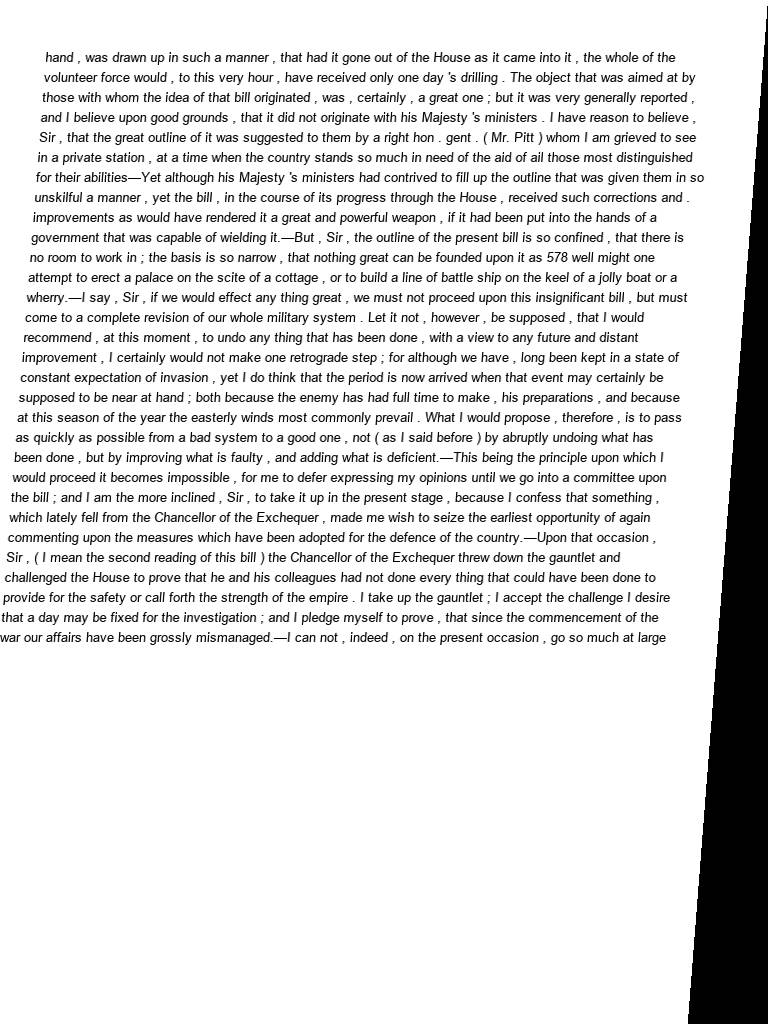 hand , was drawn up in such a manner , that had it gone out of the House as it came into it , the whole of the
volunteer force would , to this very hour , have received only one day 's drilling . The object that was aimed at by
those with whom the idea of that bill originated , was , certainly , a great one ; but it was very generally reported ,
and I believe upon good grounds , that it did not originate with his Majesty 's ministers . I have reason to believe ,
Sir , that the great outline of it was suggested to them by a right hon . gent . ( Mr. Pitt ) whom I am grieved to see
in a private station , at a time when the country stands so much in need of the aid of ail those most distinguished
for their abilities—Yet although his Majesty 's ministers had contrived to fill up the outline that was given them in so
unskilful a manner , yet the bill , in the course of its progress through the House , received such corrections and .
improvements as would have rendered it a great and powerful weapon , if it had been put into the hands of a
government that was capable of wielding it.—But , Sir , the outline of the present bill is so confined , that there is
no room to work in ; the basis is so narrow , that nothing great can be founded upon it as 578 well might one
attempt to erect a palace on the scite of a cottage , or to build a line of battle ship on the keel of a jolly boat or a
wherry.—I say , Sir , if we would effect any thing great , we must not proceed upon this insignificant bill , but must
come to a complete revision of our whole military system . Let it not , however , be supposed , that I would
recommend , at this moment , to undo any thing that has been done , with a view to any future and distant
improvement , I certainly would not make one retrograde step ; for although we have , long been kept in a state of
constant expectation of invasion , yet I do think that the period is now arrived when that event may certainly be
supposed to be near at hand ; both because the enemy has had full time to make , his preparations , and because
at this season of the year the easterly winds most commonly prevail . What I would propose , therefore , is to pass
as quickly as possible from a bad system to a good one , not ( as I said before ) by abruptly undoing what has
been done , but by improving what is faulty , and adding what is deficient.—This being the principle upon which I
would proceed it becomes impossible , for me to defer expressing my opinions until we go into a committee upon
the bill ; and I am the more inclined , Sir , to take it up in the present stage , because I confess that something ,
which lately fell from the Chancellor of the Exchequer , made me wish to seize the earliest opportunity of again
commenting upon the measures which have been adopted for the defence of the country.—Upon that occasion ,
Sir , ( I mean the second reading of this bill ) the Chancellor of the Exchequer threw down the gauntlet and
challenged the House to prove that he and his colleagues had not done every thing that could have been done to
provide for the safety or call forth the strength of the empire . I take up the gauntlet ; I accept the challenge I desire
that a day may be fixed for the investigation ; and I pledge myself to prove , that since the commencement of the
war our affairs have been grossly mismanaged.—I can not , indeed , on the present occasion , go so much at large